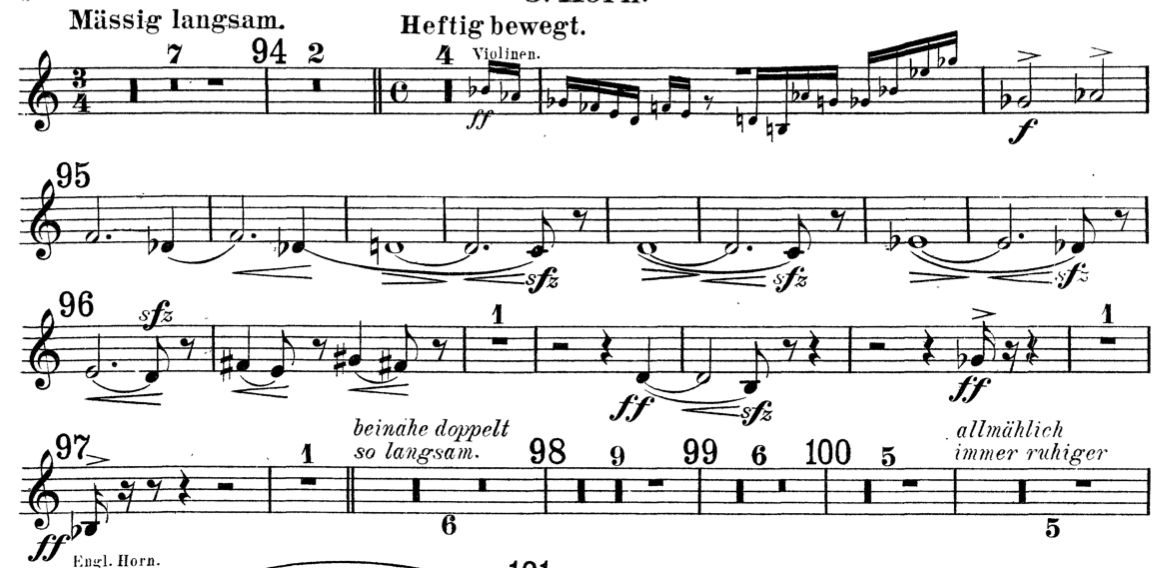 Mässig langsam. Heftig bewegt.
7 94 2 4 Violinen.
3
4
ff f
95
sfz sfz sfz
96 sfz 1 1
ff sfz ff
beinahe doppelt allmählich
97 1 so langsam. 98 9 99 6 100 5 immer ruhiger
6 5
ff
Engl. Horn.